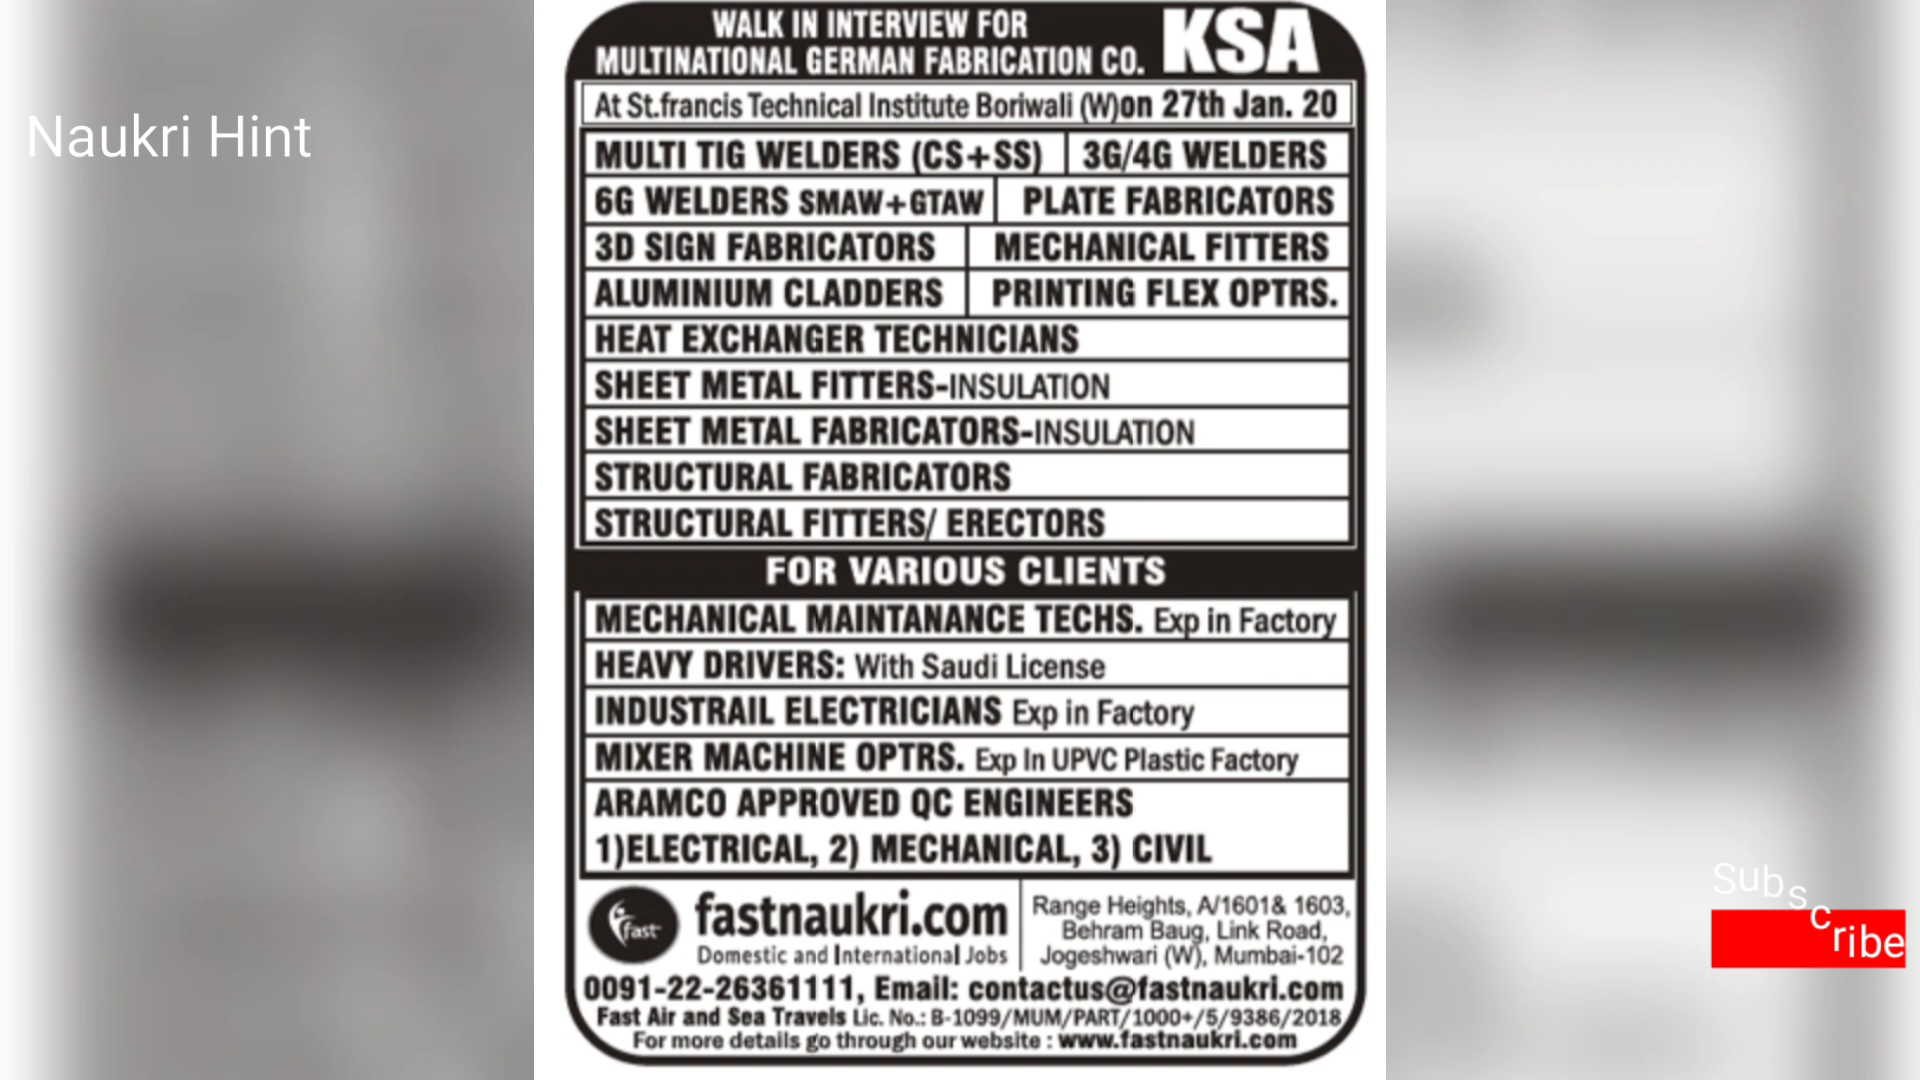 Naukri Hint
WALK IN INTERVIEW FOR
MULTINATIONAL GERMAN FABRICATION CO. KSA
At St.francis Technical Institute Boriwali (W)on 27th Jan. 20
MULTI TIG WELDERS (CS+SS) 3G/4G WELDERS
6G WELDERS SMAW+GTAW PLATE FABRICATORS
3D SIGN FABRICATORS MECHANICAL FITTERS
ALUMINIUM CLADDERS PRINTING FLEX OPTRS.
HEAT EXCHANGER TECHNICIANS
SHEET METAL FITTERS-INSULATION
SHEET METAL FABRICATORS-INSULATION
STRUCTURAL FABRICATORS
STRUCTURAL FITTERS/ ERECTORS
FOR VARIOUS CLIENTS
MECHANICAL MAINTANANCE TECHS. Exp in Factory
HEAVY DRIVERS: With Saudi License
INDUSTRAIL ELECTRICIANS Exp in Factory
MIXER MACHINE OPTRS. Exp In UPVC Plastic Factory
ARAMCO APPROVED QC ENGINEERS
1)ELECTRICAL, 2) MECHANICAL, 3) CIVIL
fast
fastnaukri.com
Domestic and International Jobs
Range Heights, A/1601& 1603,
Behram Baug, Link Road,
Jogeshwari (W), Mumbai-102
0091-22-26361111, Email: contactus@fastnaukri.com
Fast Air and Sea Travels Lic. No.: B-1099/MUM/PART/1000+/5/9386/2018
For more details go through our website : www.fastnaukri.com
Subscribe